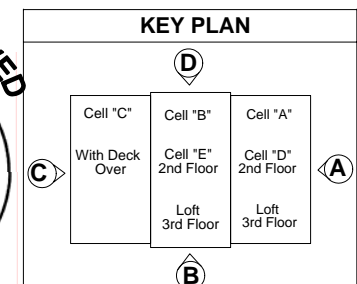 KEY PLAN
D
Cell "C"
With Deck
Over
Cell "B"
Cell "E"
2nd Floor
Loft
3rd Floor
Cell "A"
Cell "D"
2nd Floor
Loft
3rd Floor
C
A
B